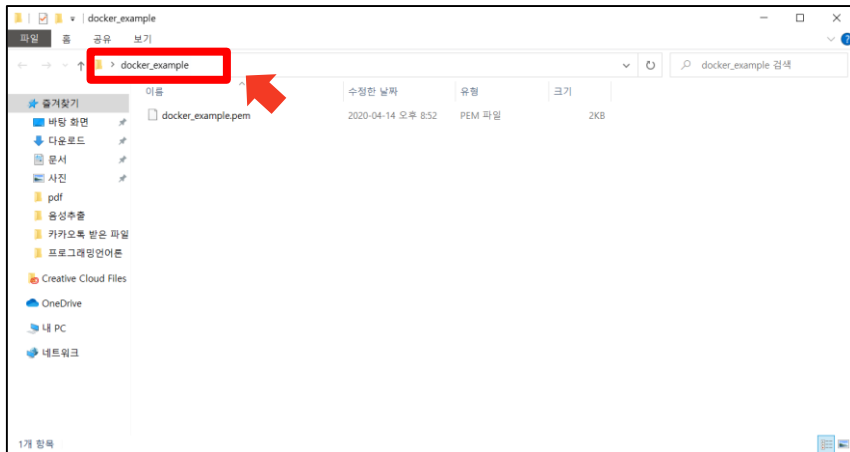 docker_example
파일 홈 공유 보기
docker_example
docker_example 검색
이름 수정한 날짜 유형 크기
docker_example.pem 2020-04-14 오후 8:52 PEM 파일 2KB
즐겨찾기
바탕 화면
다운로드
문서
사진
pdf
음성추출
카카오톡 받은 파일
프로그래밍언어론
Creative Cloud Files
OneDrive
내 PC
네트워크
1개 항목